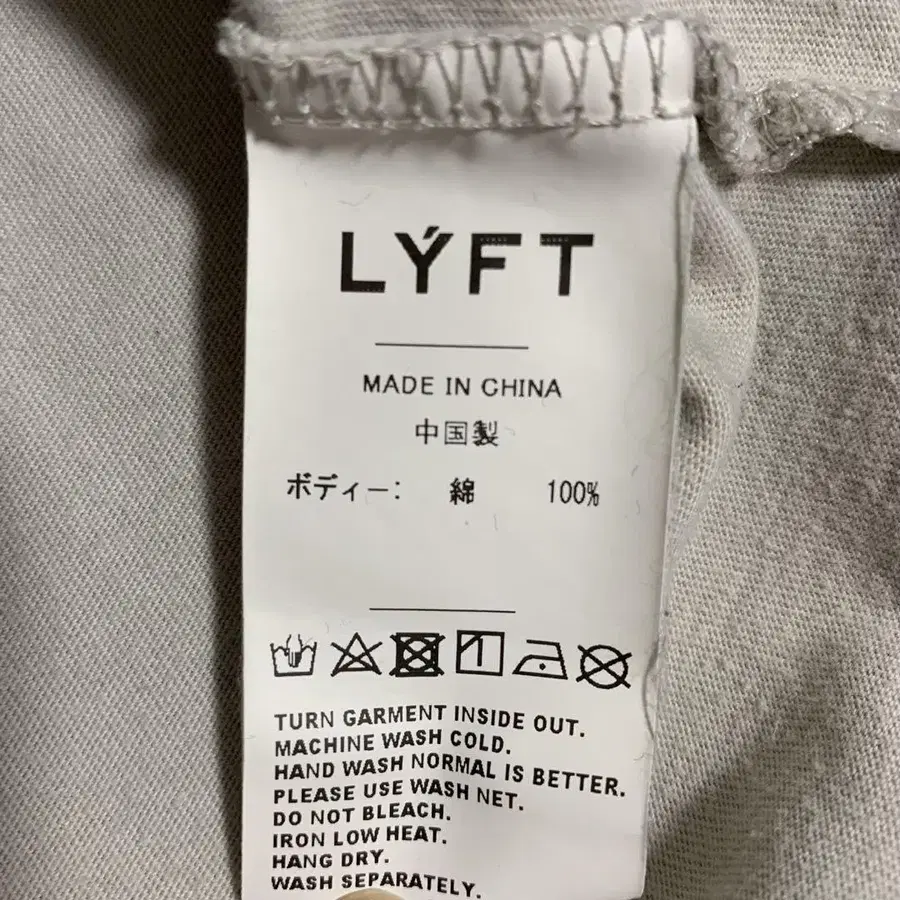 LÝFT
MADE IN CHINA
中国製
ボディー: 綿 100%
TURN GARMENT INSIDE OUT.
MACHINE WASH COLD.
HAND WASH NORMAL IS BETTER.
PLEASE USE WASH NET.
DO NOT BLEACH.
IRON LOW HEAT.
HANG DRY.
WASH SEPARATELY.